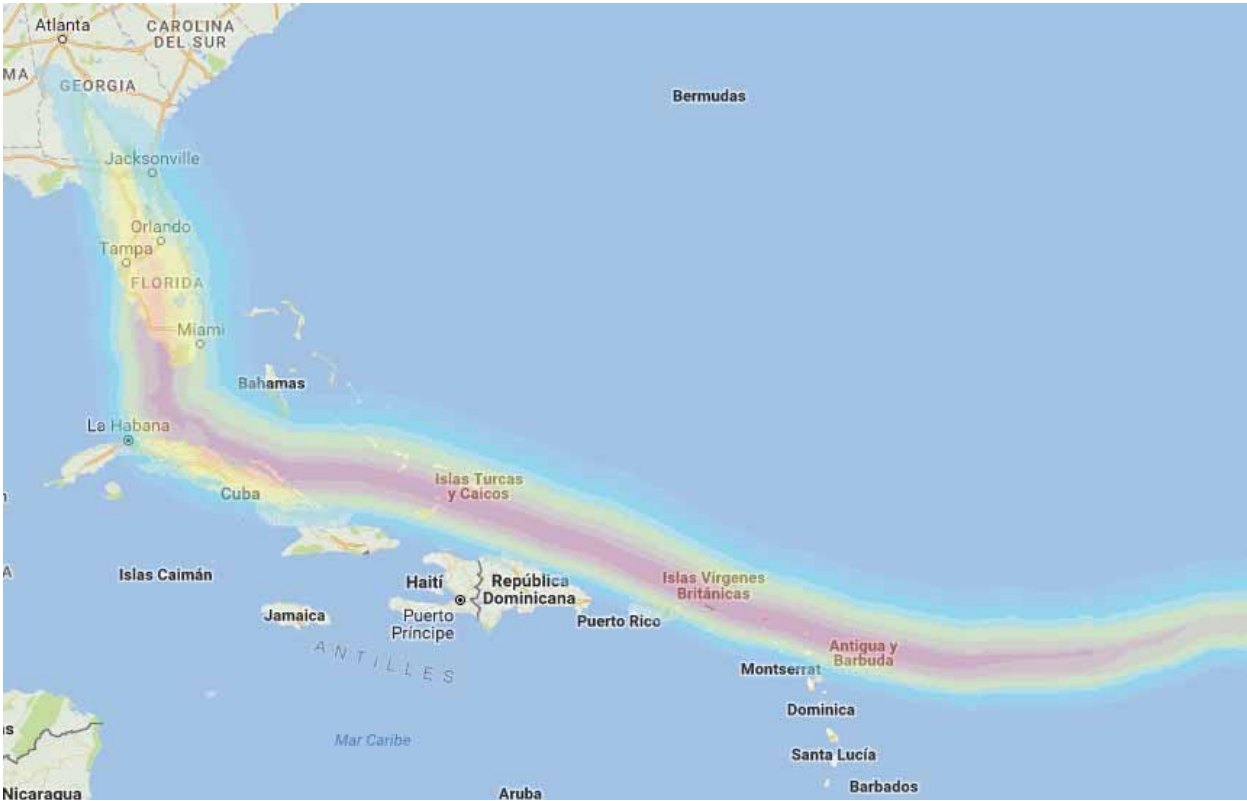 Atlanta
CAROLINA
DEL SUR
MA
GEORGIA
Bermudas
Jacksonville
Orlando
Tampa
FLORIDA
Miami
Bahamas
La Habana
Islas Turcas
y Caicos
Cuba
A
Islas Caimán
Haití
República
Dominicana
Islas Vírgenes
Británicas
Jamaica
Puerto
Príncipe
Puerto Rico
ANTILLES
Antigua y
Barbuda
Montserrat
Dominica
as
Mar Caribe
Santa Lucía
Nicaragua
Aruba
Barbados